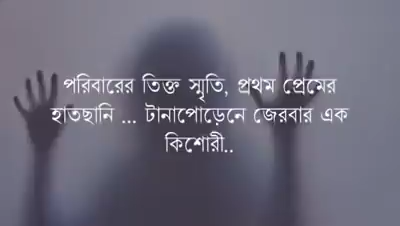 পরিবারের তিক্ত স্মৃতি, প্রথম প্রেমের
হাতছানি ... টানাপোড়েনে জেরবার এক
কিশোরী..